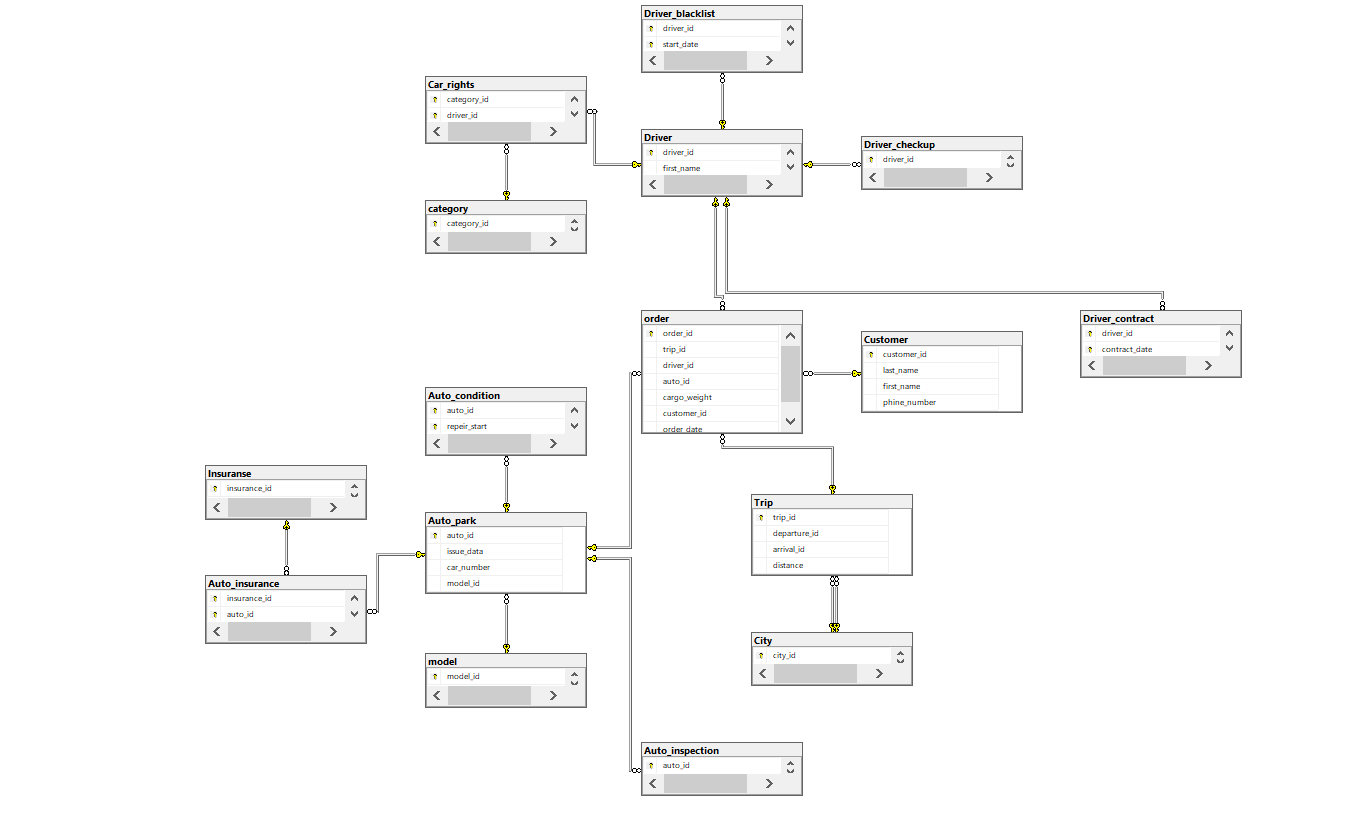 Driver_blacklist
driver_id
start_date
Car_rights
category_id
driver_id
Driver
driver_id
first_name
Driver_checkup
driver_id
category
category_id
order
order_id
trip_id
driver_id
auto_id
cargo_weight
customer_id
order_date
Customer
customer_id
last_name
first_name
phine_number
Driver_contract
driver_id
contract_date
Auto_condition
auto_id
repeir_start
Insuranse
insurance_id
Auto_park
auto_id
issue_data
car_number
model_id
Trip
trip_id
departure_id
arrival_id
distance
Auto_insurance
insurance_id
auto_id
City
city_id
model
model_id
Auto_inspection
auto_id